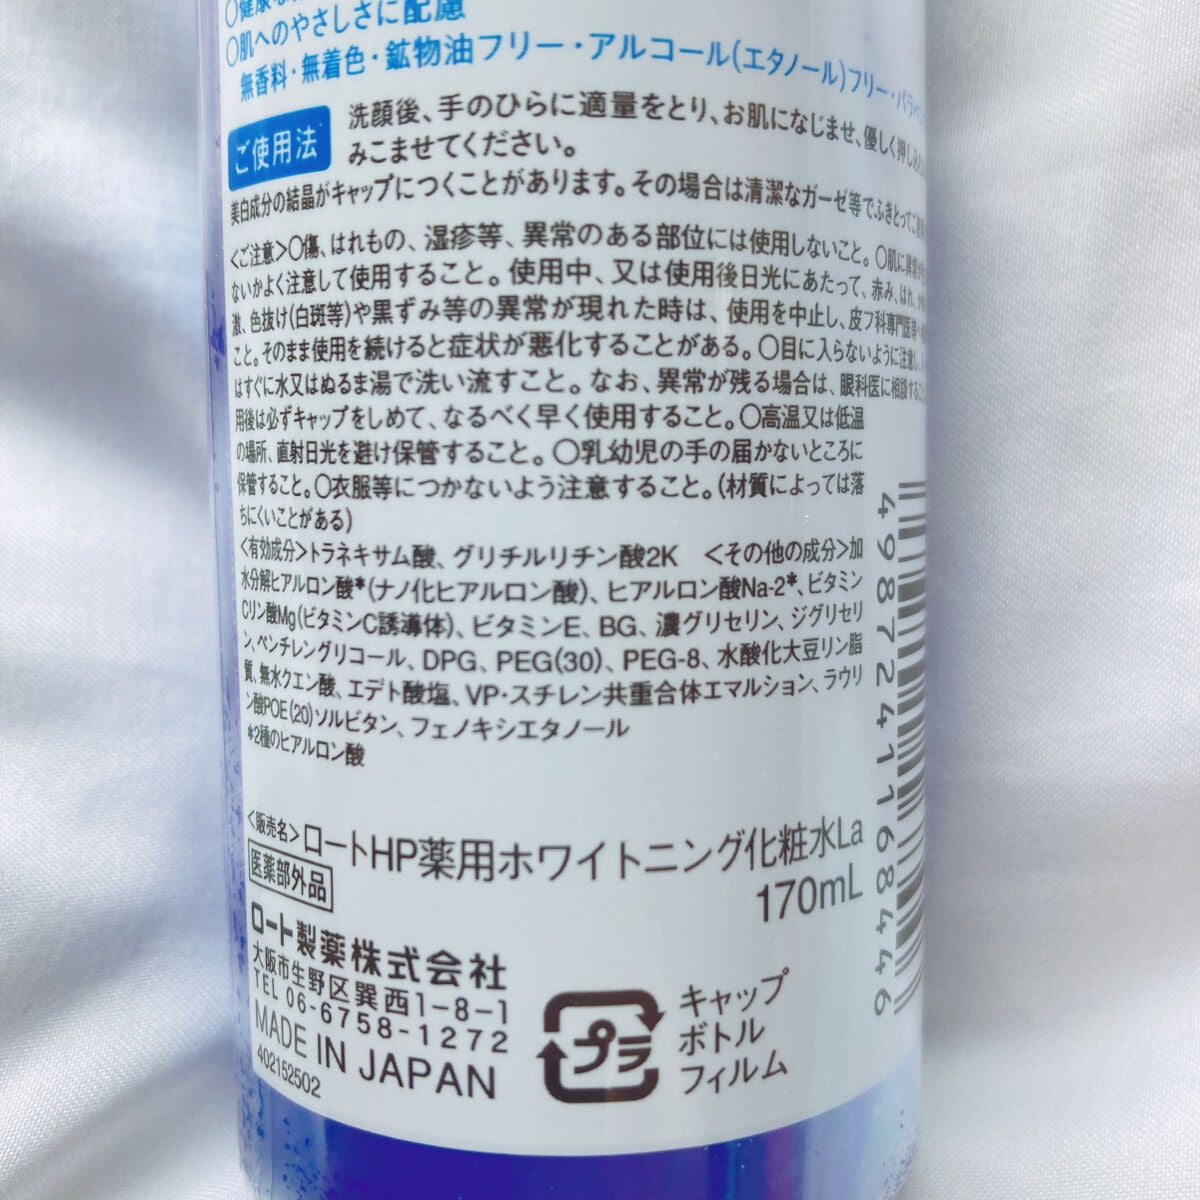 ○肌へのやさしさに配慮
無香料・無着色・鉱物油フリー・アルコール(エタノール)フリー・パラベン
ご使用法
洗顔後、手のひらに適量をとり、お肌になじませ、優しく押し込
みこませてください。
美白成分の結晶がキャップにつくことがあります。その場合は清潔なガーゼ等でふきとってご使
<ご注意>○傷、はれもの、湿疹等、異常のある部位には使用しないこと。○肌に異常が
ないかよく注意して使用すること。使用中、又は使用後日光にあたって、赤み、はれ、
激、色抜け(白斑等)や黒ずみ等の異常が現れた時は、使用を中止し、皮フ科専門医等へ
こと。そのまま使用を続けると症状が悪化することがある。○目に入らないように注意し、
はすぐに水又はぬるま湯で洗い流すこと。なお、異常が残る場合は、眼科医に相談すること
用後は必ずキャップをしめて、なるべく早く使用すること。○高温又は低温
の場所、直射日光を避け保管すること。○乳幼児の手の届かないところに
保管すること。○衣服等につかないよう注意すること。(材質によっては落
ちにくいことがある)
<有効成分>トラネキサム酸、グリチルリチン酸2K <その他の成分>加
水分解ヒアルロン酸*(ナノ化ヒアルロン酸)、ヒアルロン酸Na-2*、ビタミン
Cリン酸Mg(ビタミンC誘導体)、ビタミンE、BG、濃グリセリン、ジグリセリ
ン、ペンチレングリコール、DPG、PEG(30)、PEG-8、水酸化大豆リン脂
質、無水クエン酸、エデト酸塩、VP・スチレン共重合体エマルション、ラウリ
ン酸POE(20)ソルビタン、フェノキシエタノール
*2種のヒアルロン酸
<販売名>ロートHP薬用ホワイトニング化粧水La
医薬部外品
170mL
ロート製薬株式会社
大阪市生野区巽西1-8-1
TEL 06-6758-1272
MADE IN JAPAN
402152502
プラ
キャップ
ボトル
フィルム
4987241168446